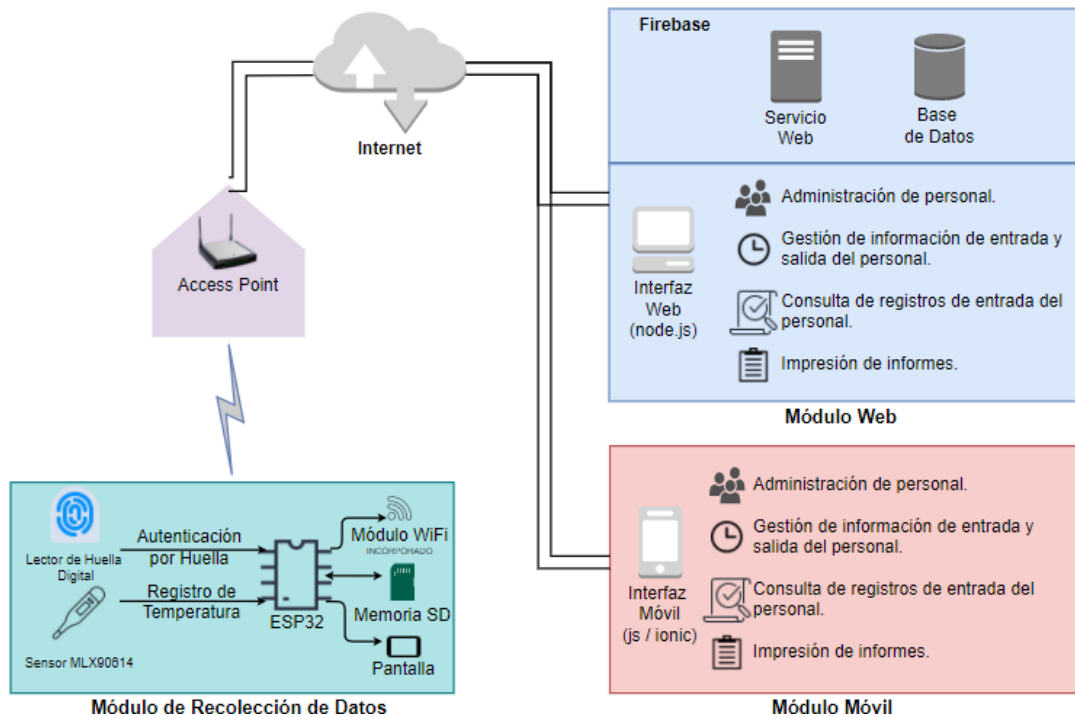 Firebase
Servicio
Web
Base
de Datos
Internet
Administración de personal.
Gestión de información de entrada y
salida del personal.
Interfaz
Web
(node.js)
Consulta de registros de entrada del
personal.
Impresión de informes.
Módulo Web
Access Point
Administración de personal.
Gestión de información de entrada y
salida del personal.
Interfaz
Móvil
(js / ionic)
Consulta de registros de entrada del
personal.
Impresión de informes.
Módulo Móvil
Lector de Huella
Digital
Autenticación
por Huella
Registro de
Temperatura
Sensor MLX90614
ESP32
Módulo WiFi
INCORPORADO
Memoria SD
Pantalla
Módulo de Recolección de Datos